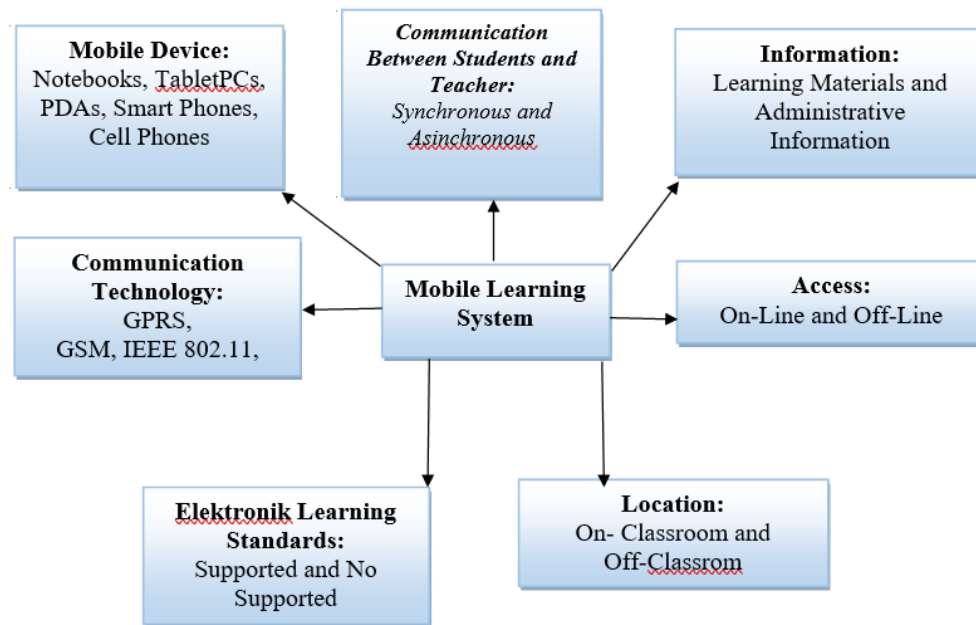 Mobile Device:
Notebooks, TabletPCs,
PDAs, Smart Phones,
Cell Phones
Communication
Between Students and
Teacher:
Synchronous and
Asinchronous
Information:
Learning Materials and
Administrative
Information
Communication
Technology:
GPRS,
GSM, IEEE 802.11,
Mobile Learning
System
Access:
On-Line and Off-Line
Elektronik Learning
Standards:
Supported and No
Supported
Location:
On- Classroom and
Off-Classrom